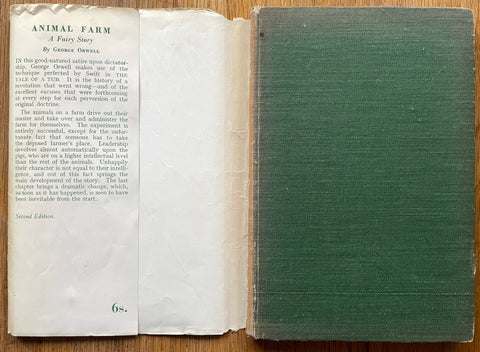 ANIMAL FARM
A Fairy Story
By George Orwell
IN this good-natured satire upon dictator-
ship, George Orwell makes use of the
technique perfected by Swift in THE
TALE OF A TUB. It is the history of a
revolution that went wrong—and of the
excellent excuses that were forthcoming
at every step for each perversion of the
original doctrine.
The animals on a farm drive out their
master and take over and administer the
farm for themselves. The experiment is
entirely successful, except for the unfor-
tunate fact that someone has to take
the deposed farmer's place. Leadership
devolves almost automatically upon the
pigs, who are on a higher intellectual level
than the rest of the animals. Unhappily
their character is not equal to their intelli-
gence, and out of this fact springs the
main development of the story. The last
chapter brings a dramatic change, which,
as soon as it has happened, is seen to have
been inevitable from the start.
Second Edition.
6s.